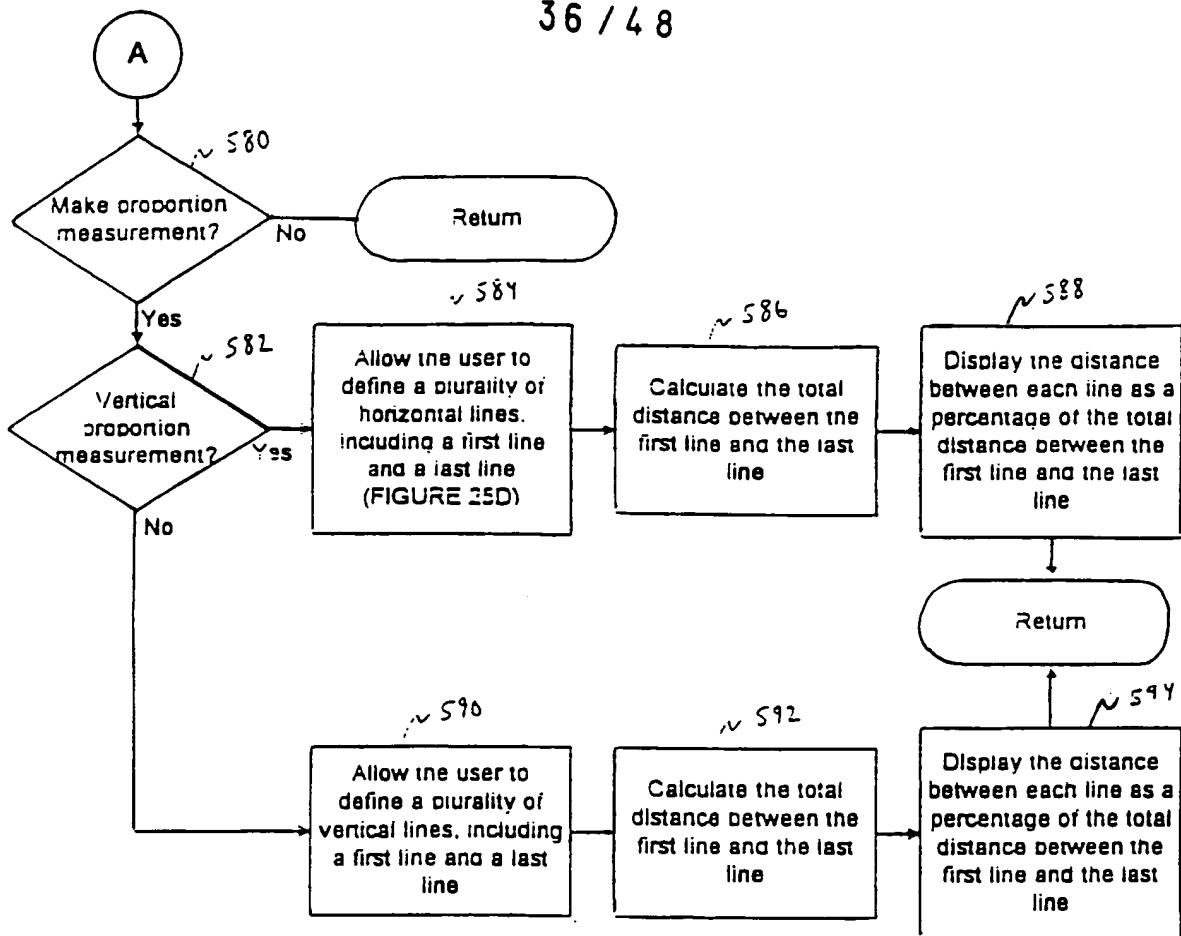 36/48
A
580
Make proportion
measurement?
No
Return
Yes
582
Vertical
proportion
measurement?
Yes
No
584
Allow the user to
define a plurality of
horizontal lines,
including a first line
and a last line
(FIGURE 25D)
586
Calculate the total
distance between the
first line and the last
line
588
Display the distance
between each line as a
percentage of the total
distance between the
first line and the last
line
Return
590
Allow the user to
define a plurality of
vertical lines, including
a first line and a last
line
592
Calculate the total
distance between the
first line and the last
line
594
Display the distance
between each line as a
percentage of the total
distance between the
first line and the last
line